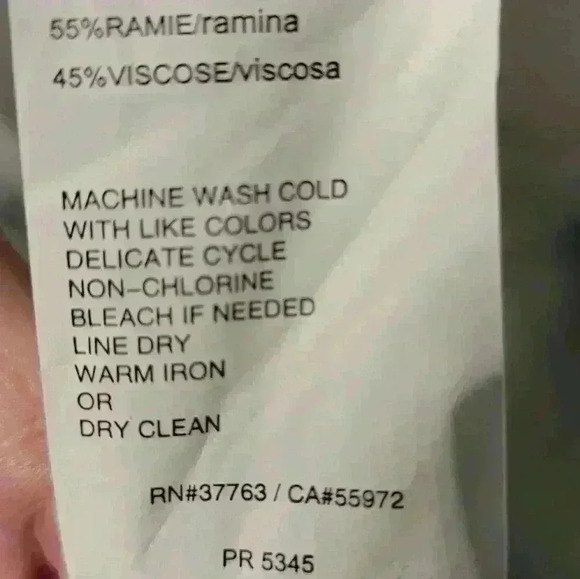 55%RAMIE/ramina
45%VISCOSE/viscosa
MACHINE WASH COLD
WITH LIKE COLORS
DELICATE CYCLE
NON-CHLORINE
BLEACH IF NEEDED
LINE DRY
WARM IRON
OR
DRY CLEAN
RN#37763 / CA#55972
PR 5345